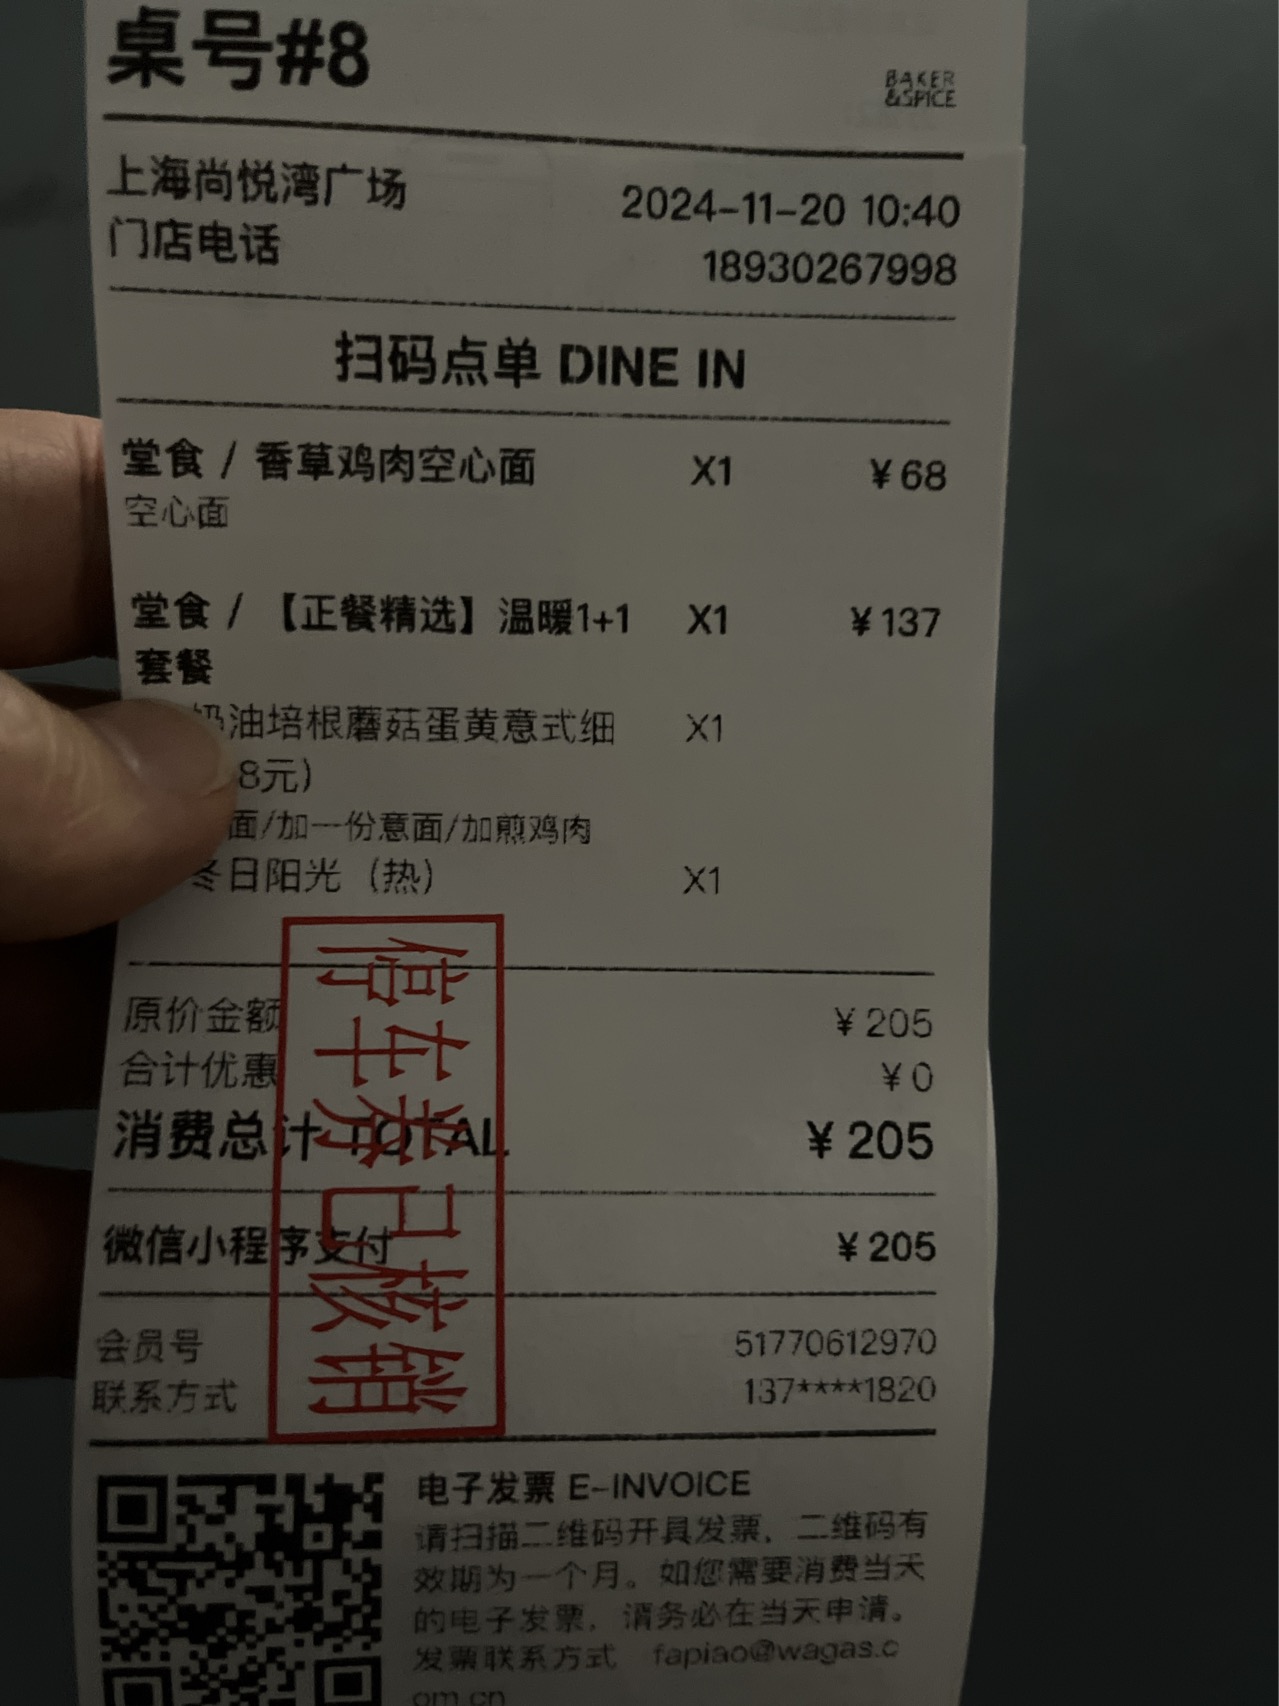 桌号#8
BAKER
&SPICE
上海尚悦湾广场 2024-11-20 10:40
门店电话 18930267998
扫码点单 DINE IN
堂食 / 香草鸡肉空心面 X1 ¥68
空心面
堂食 / 【正餐精选】温暖1+1 X1 ¥137
套餐
奶油培根蘑菇蛋黄意式细 X1
8元)
面/加一份意面/加煎鸡肉
冬日阳光（热） X1
原价金额 ¥205
合计优惠 ¥0
消费总计 TOTAL ¥205
微信小程序支付 ¥205
停车券已核销
会员号 51770612970
联系方式 137****1820
电子发票 E-INVOICE
请扫描二维码开具发票，二维码有
效期为一个月。如您需要消费当天
的电子发票，请务必在当天申请。
发票联系方式 fapiao@wagas.c
om.cn